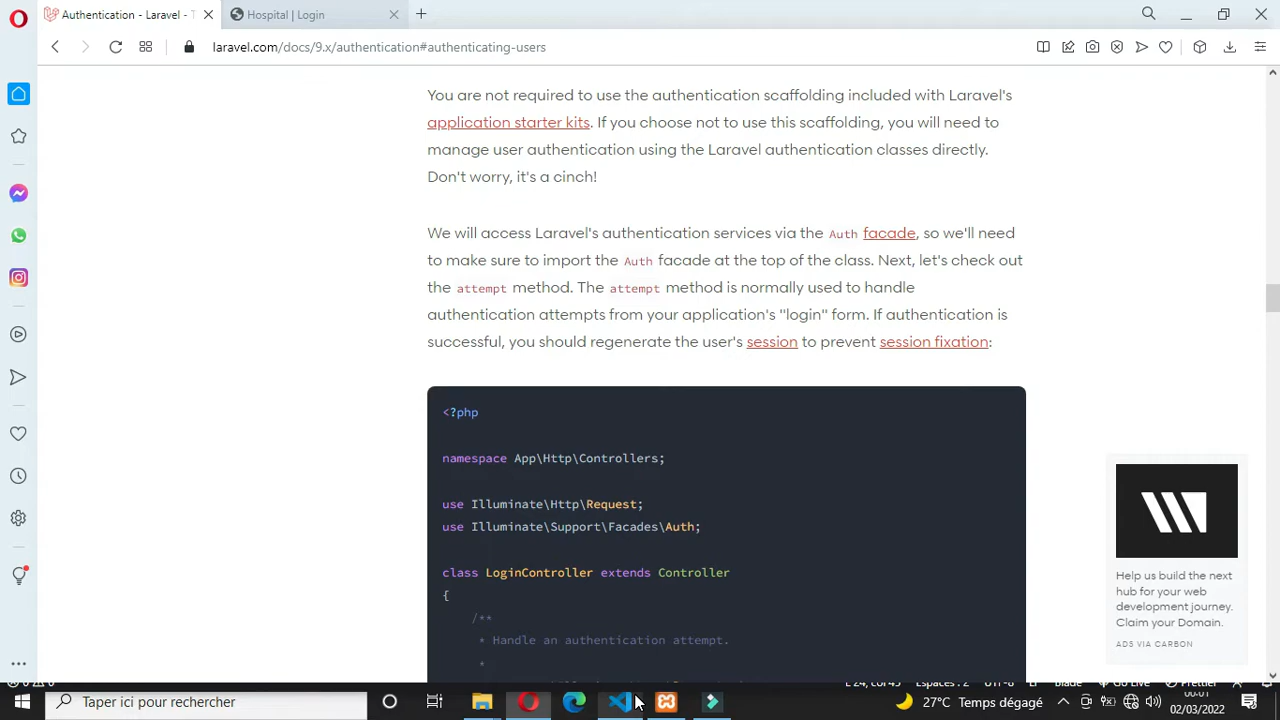 Authentication - Laravel - T
Hospital | Login
laravel.com/docs/9.x/authentication#authenticating-users
You are not required to use the authentication scaffolding included with Laravel's
application starter kits. If you choose not to use this scaffolding, you will need to
manage user authentication using the Laravel authentication classes directly.
Don't worry, it's a cinch!
We will access Laravel's authentication services via the Auth facade, so we'll need
to make sure to import the Auth facade at the top of the class. Next, let's check out
the attempt method. The attempt method is normally used to handle
authentication attempts from your application's "login" form. If authentication is
successful, you should regenerate the user's session to prevent session fixation:
<?php
namespace App\Http\Controllers;
use Illuminate\Http\Request;
use Illuminate\Support\Facades\Auth;
class LoginController extends Controller
{
/**
* Handle an authentication attempt.
*
Help us build the next
hub for your web
development journey.
Claim your Domain.
ADS VIA CARBON
Taper ici pour rechercher
27°C Temps dégagé
00:01
02/03/2022